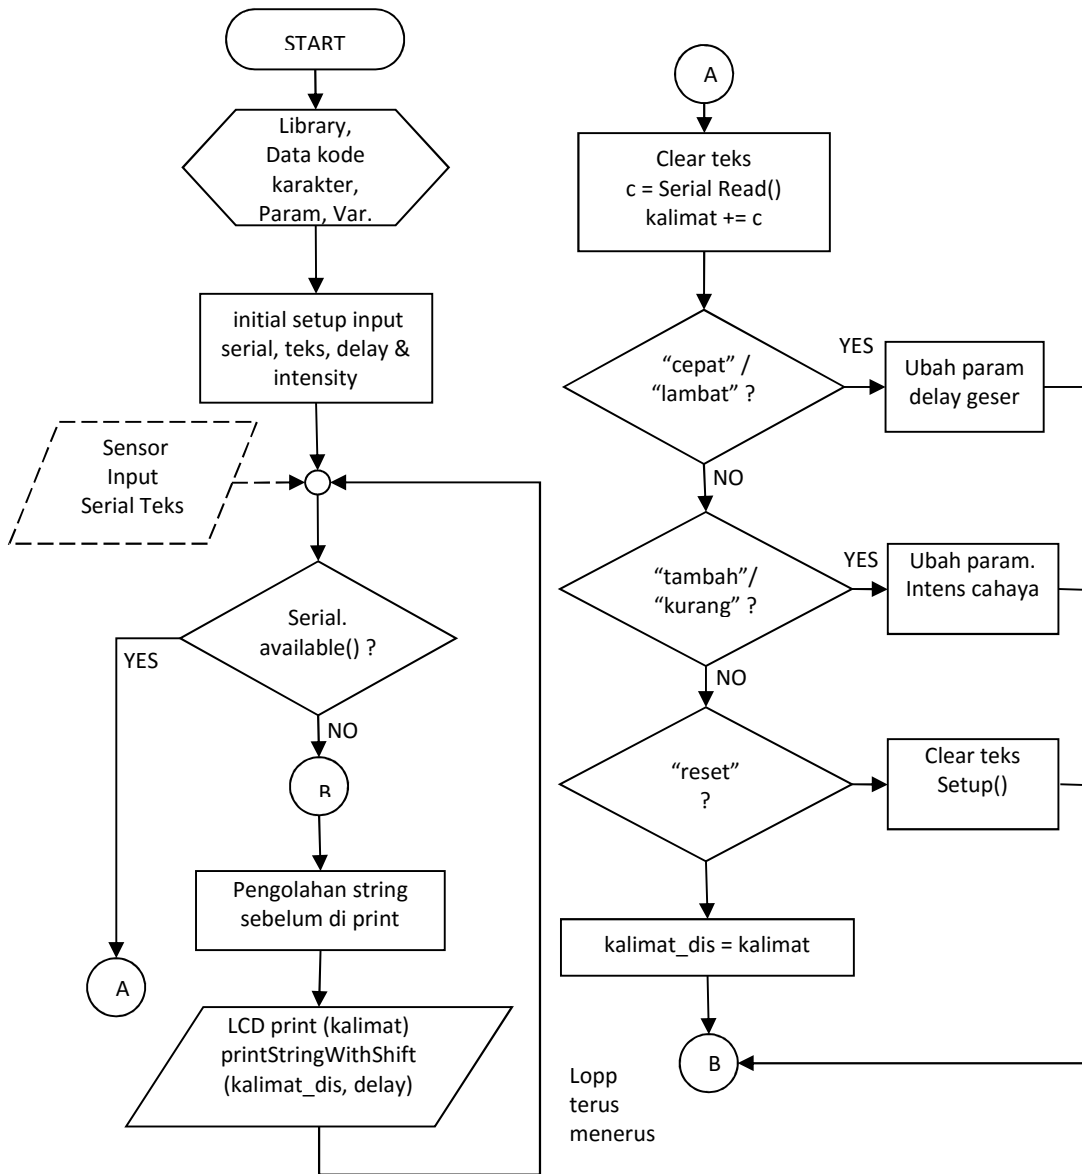 START
Library,
Data kode
karakter,
Param, Var.
initial setup input
serial, teks, delay &
intensity
Sensor
Input
Serial Teks
Serial.
available() ?
YES
NO
B
Pengolahan string
sebelum di print
A
LCD print (kalimat)
printStringWithShift
(kalimat_dis, delay)
A
Clear teks
c = Serial Read()
kalimat += c
“cepat” /
“lambat” ?
YES
Ubah param
delay geser
NO
“tambah”/
“kurang” ?
YES
Ubah param.
Intens cahaya
NO
“reset”
?
Clear teks
Setup()
kalimat_dis = kalimat
B
Lopp
terus
menerus